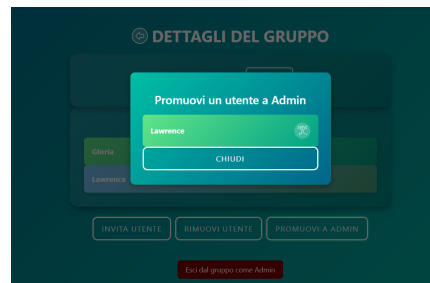 DETTAGLI DEL GRUPPO
Promuovi un utente a Admin
Lawrence
CHIUDI
Gloria
Lawrence
INVITA UTENTE
RIMUOVI UTENTE
PROMUOVI A ADMIN
Esci dal gruppo come Admin